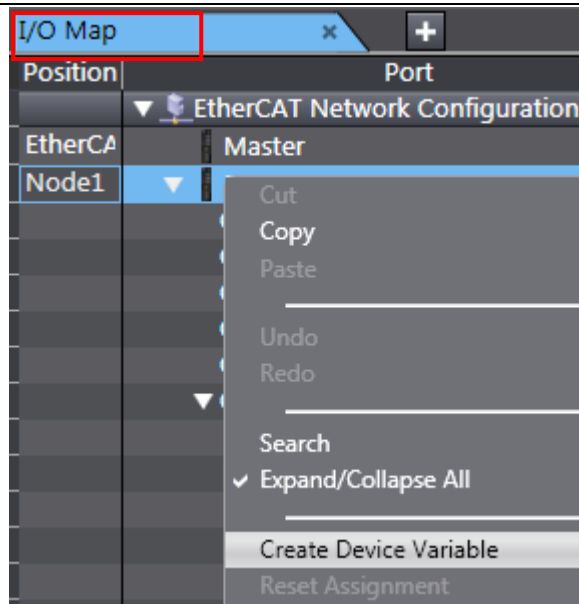 I/O Map × +
Position Port
EtherCAT Network Configuration
EtherCA Master
Node1
Cut
Copy
Paste
Undo
Redo
Search
✓ Expand/Collapse All
Create Device Variable
Reset Assignment